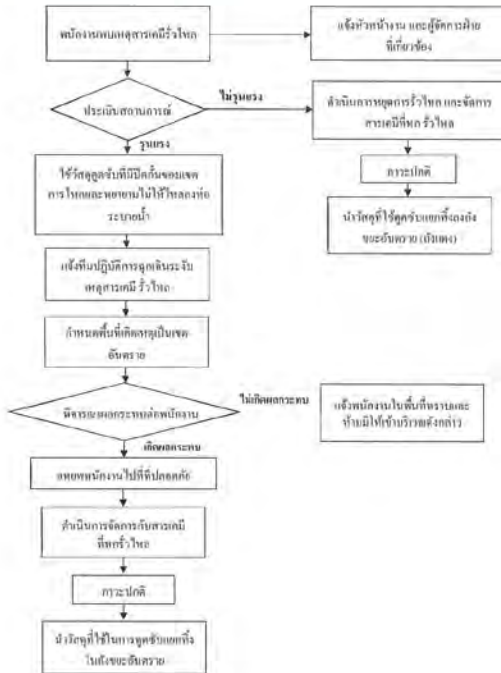 พนักงานพบเหตุสารเคมีรั่วไหล
แจ้งหัวหน้างาน และผู้จัดการฝ่าย
ที่เกี่ยวข้อง
ประเมินสถานการณ์
ไม่รุนแรง
ดำเนินการหยุดการรั่วไหล และจัดการ
สารเคมีที่หก รั่วไหล
รุนแรง
ภาวะปกติ
ใช้วัสดุดูดซับที่มีปิดกั้นขอบเขต
การไหลและพยายามไม่ให้ไหลลงท่อ
ระบายน้ำ
นำวัสดุที่ใช้ดูดซับแยกทิ้งลงถัง
ขยะอันตราย (ถังแดง)
แจ้งทีมปฏิบัติการฉุกเฉินระงับ
เหตุสารเคมี รั่วไหล
กำหนดพื้นที่เกิดเหตุเป็นเขต
อันตราย
พิจารณาผลกระทบต่อพนักงาน
ไม่เกิดผลกระทบ
แจ้งพนักงานในพื้นที่ทราบและ
ห้ามมิให้เข้าบริเวณดังกล่าว
เกิดผลกระทบ
อพยพพนักงานไปที่ที่ปลอดภัย
ดำเนินการจัดการกับสารเคมี
ที่หกรั่วไหล
ภาวะปกติ
นำวัสดุที่ใช้ในการดูดซับแยกทิ้ง
ในถังขยะอันตราย